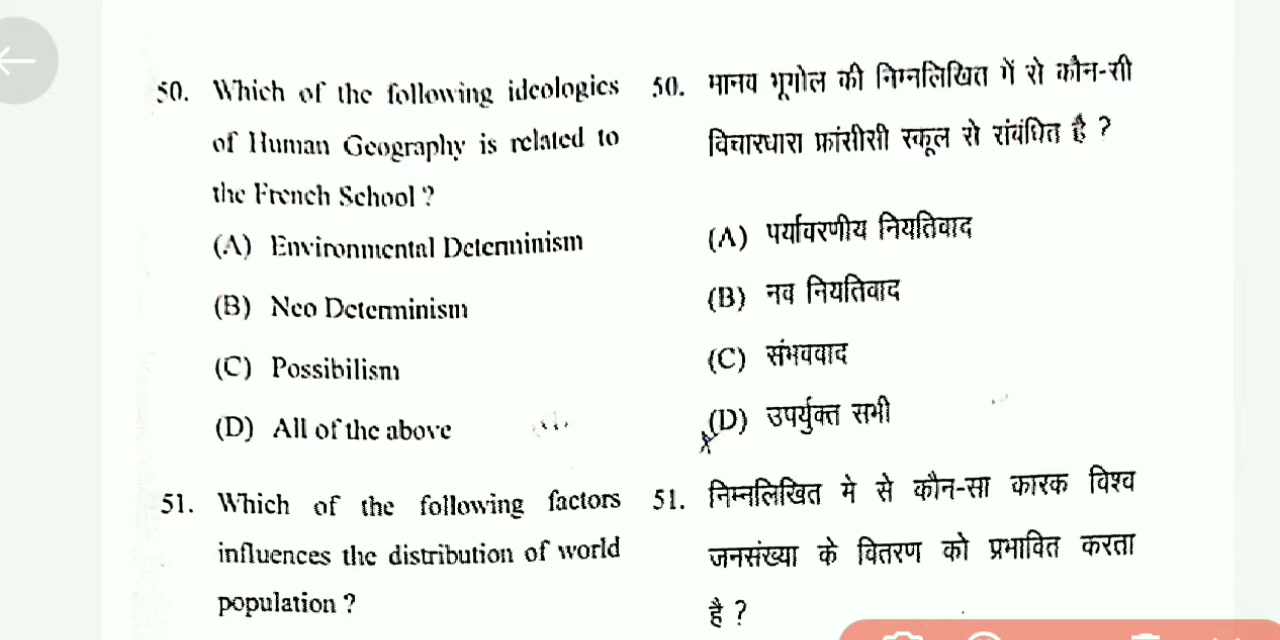 50. Which of the following ideologies
of Human Geography is related to
the French School ?
(A) Environmental Determinism
(B) Neo Determinism
(C) Possibilism
(D) All of the above
51. Which of the following factors
influences the distribution of world
population ?
50. मानव भूगोल की निम्नलिखित में से कौन-सी
विचारधारा फ्रांसीसी स्कूल से संबंधित है ?
(A) पर्यावरणीय नियतिवाद
(B) नव नियतिवाद
(C) संभववाद
(D) उपर्युक्त सभी
51. निम्नलिखित मे से कौन-सा कारक विश्व
जनसंख्या के वितरण को प्रभावित करता
है ?